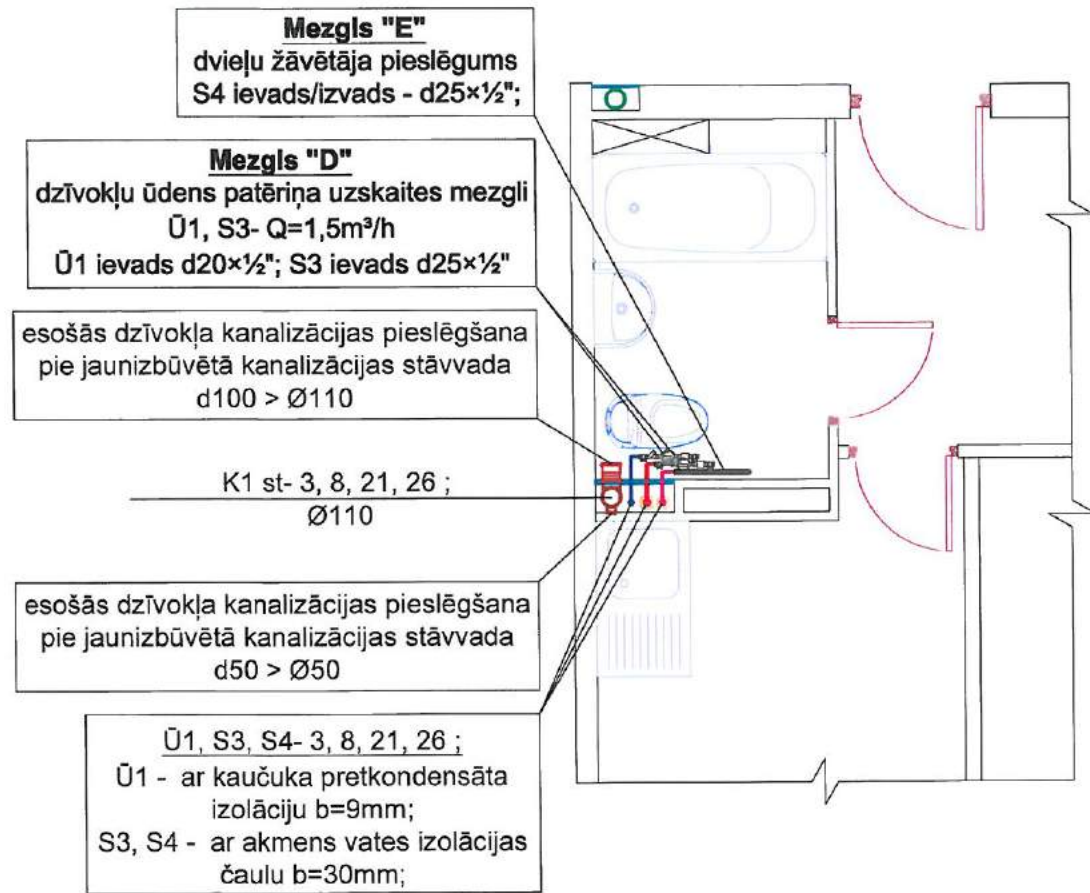 Mezgls "E"
dvieļu žāvētāja pieslēgums
S4 ievads/izvads - d25×½";
Mezgls "D"
dzīvokļu ūdens patēriņa uzskaites mezgli
Ū1, S3- Q=1,5m³/h
Ū1 ievads d20×½"; S3 ievads d25×½"
esošās dzīvokļa kanalizācijas pieslēgšana
pie jaunizbūvētā kanalizācijas stāvvada
d100 > Ø110
K1 st- 3, 8, 21, 26 ;
Ø110
esošās dzīvokļa kanalizācijas pieslēgšana
pie jaunizbūvētā kanalizācijas stāvvada
d50 > Ø50
Ū1, S3, S4- 3, 8, 21, 26 ;
Ū1 - ar kaučuka pretkondensāta
izolāciju b=9mm;
S3, S4 - ar akmens vates izolācijas
čaulu b=30mm;